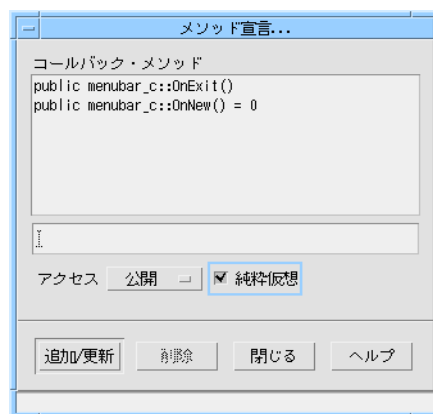 メソッド宣言...
コールバック・メソッド
public menubar_c::OnExit()
public menubar_c::OnNew() = 0
アクセス 公開 純粋仮想
追加/更新 削除 閉じる ヘルプ